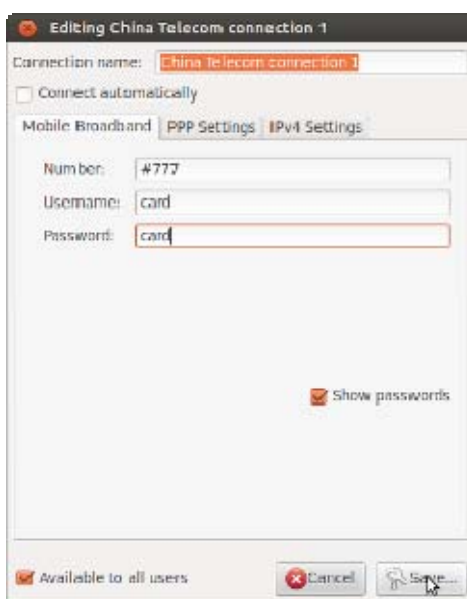 Editing China Telecom connection 1
Connection name: China Telecom connection 1
Connect automatically
Mobile Broadband PPP Settings IPv4 Settings
Number: #777
Username: card
Password: card
Show passwords
Available to all users Cancel Save...